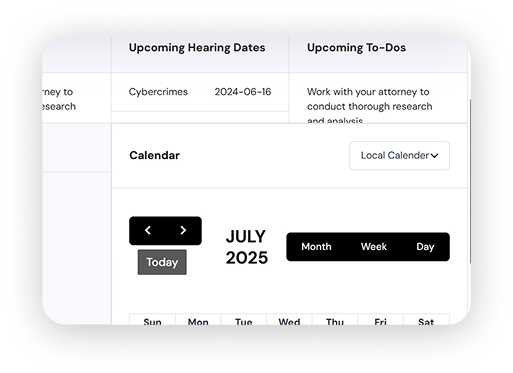 Upcoming Hearing Dates
Upcoming To-Dos
rney to
esearch
Cybercrimes
2024-06-16
Work with your attorney to
conduct thorough research
and analysis
Calendar
Local Calender
Today
JULY
2025
Month
Week
Day
Sun
Mon
Tue
Wed
Thu
Fri
Sat